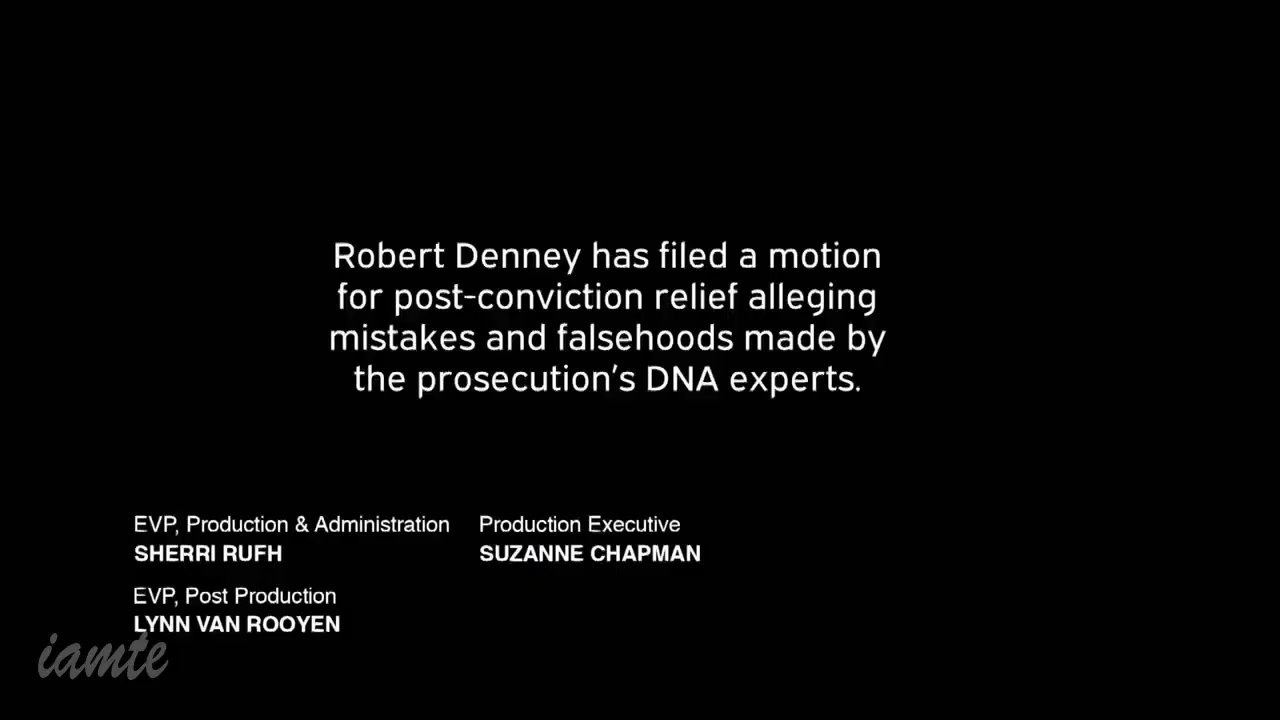 Robert Denney has filed a motion
for post-conviction relief alleging
mistakes and falsehoods made by
the prosecution's DNA experts.
EVP, Production & Administration
SHERRI RUFH
Production Executive
SUZANNE CHAPMAN
EVP, Post Production
LYNN VAN ROOYEN
iamte